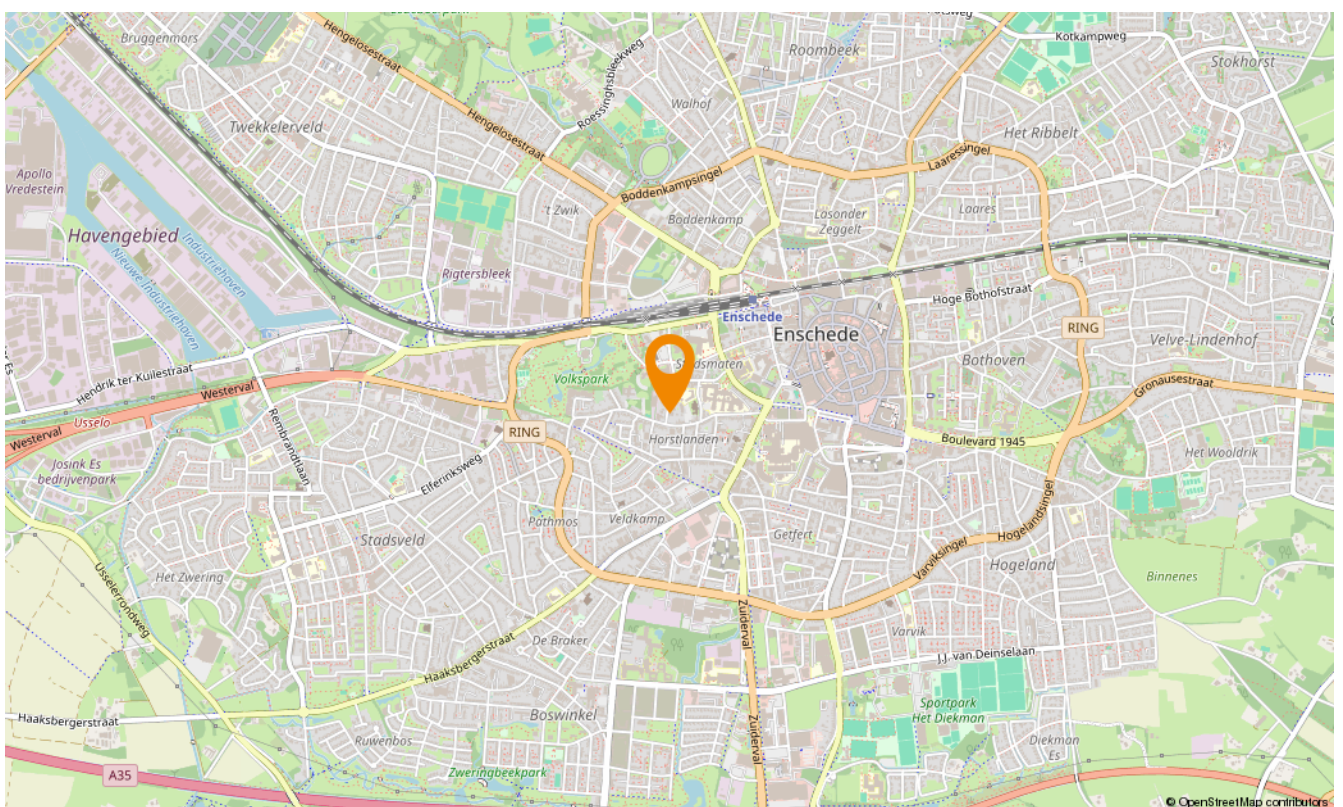 Bruggenmors
Hengelosestraat
Roessinghsbleekweg
Roombeek
Kotkampweg
Stokhorst
Twekkelerveld
Walhof
Het Ribbelt
Hengelosestraat
Laaressingel
Apollo
Vredestein
Boddenkampsingel
't Zwik
Boddenkamp
Lasonder
Zeggelt
Laares
Havengebied
Industriehaven
Nieuwe Industriehaven
Rigtersbleek
Hoge Bothofstraat
Enschede
Enschede
RING
Velve-Lindenhof
Hendrik ter Kuilestraat
Volkspark
Bothoven
Westerval
Gronausestraat
Usselo
Westerval
Rembrandtlaan
RING
Horstlanden
Boulevard 1945
Het Wooldrik
Josink Es
bedrijvenpark
Elferinksweg
Pathmos
Veldkamp
Getfert
Hogelandsingel
Stadsveld
Varviksingel
Hogeland
Het Zwering
Binnenes
Usselerrondweg
De Braker
Zuiderval
Varvik
Haaksbergerstraat
J.J. van Deinselaan
Haaksbergerstraat
Boswinkel
Zuiderval
Sportpark
Het Diekman
Ruwenbos
Diekman
Es
A35
Zweringbeekpark
© OpenStreetMap contributors